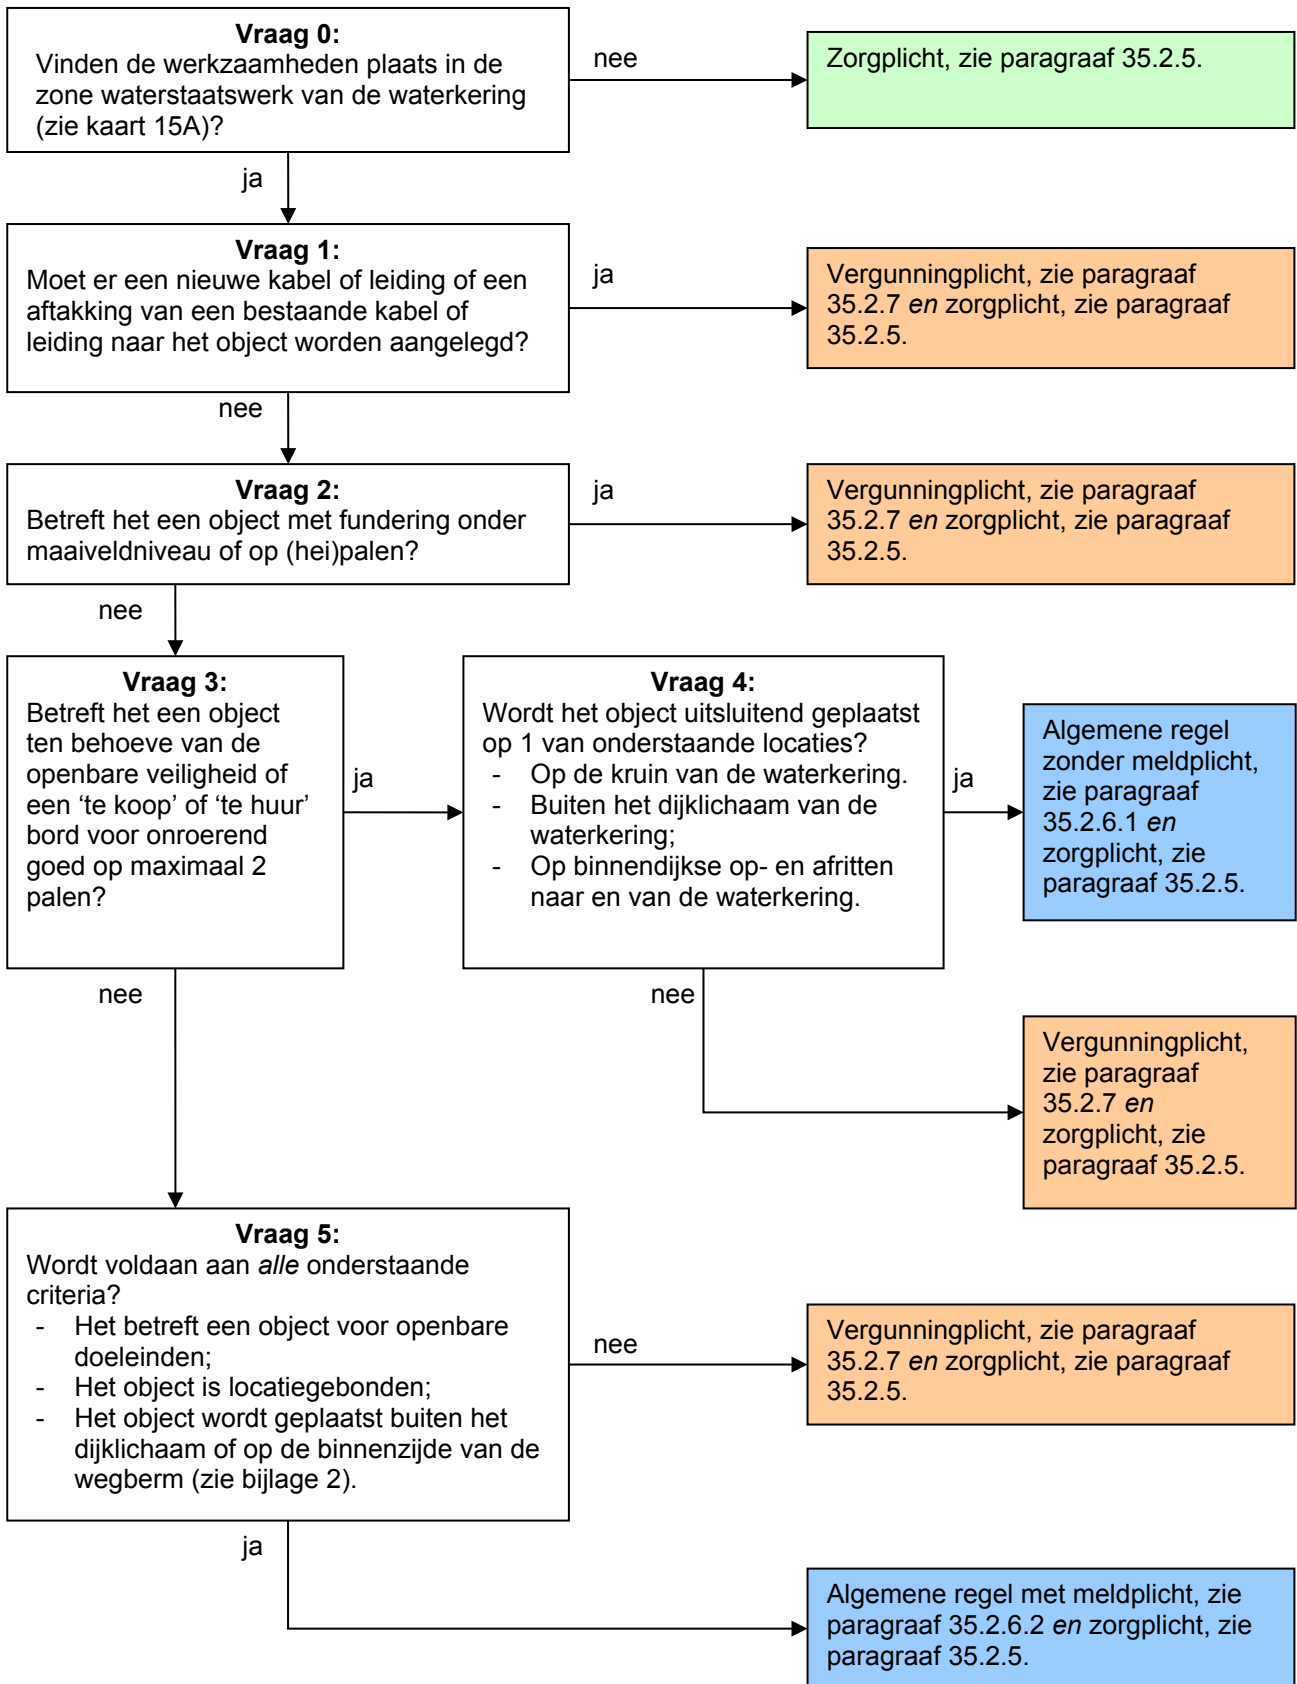 Vraag 0:
Vinden de werkzaamheden plaats in de
zone waterstaatswerk van de waterkering
(zie kaart 15A)?
nee
Zorgplicht, zie paragraaf 35.2.5.
ja
Vraag 1:
Moet er een nieuwe kabel of leiding of een
aftakking van een bestaande kabel of
leiding naar het object worden aangelegd?
ja
Vergunningplicht, zie paragraaf
35.2.7 en zorgplicht, zie paragraaf
35.2.5.
nee
Vraag 2:
Betreft het een object met fundering onder
maaiveldniveau of op (hei)palen?
ja
Vergunningplicht, zie paragraaf
35.2.7 en zorgplicht, zie paragraaf
35.2.5.
nee
Vraag 3:
Betreft het een object
ten behoeve van de
openbare veiligheid of
een ‘te koop’ of ‘te huur’
bord voor onroerend
goed op maximaal 2
palen?
ja
Vraag 4:
Wordt het object uitsluitend geplaatst
op 1 van onderstaande locaties?
- Op de kruin van de waterkering.
- Buiten het dijklichaam van de
waterkering;
- Op binnendijkse op- en afritten
naar en van de waterkering.
ja
Algemene regel
zonder meldplicht,
zie paragraaf
35.2.6.1 en
zorgplicht, zie
paragraaf 35.2.5.
nee
nee
Vergunningplicht,
zie paragraaf
35.2.7 en
zorgplicht, zie
paragraaf 35.2.5.
Vraag 5:
Wordt voldaan aan alle onderstaande
criteria?
- Het betreft een object voor openbare
doeleinden;
- Het object is locatiegebonden;
- Het object wordt geplaatst buiten het
dijklichaam of op de binnenzijde van de
wegberm (zie bijlage 2).
nee
Vergunningplicht, zie paragraaf
35.2.7 en zorgplicht, zie paragraaf
35.2.5.
ja
Algemene regel met meldplicht, zie
paragraaf 35.2.6.2 en zorgplicht, zie
paragraaf 35.2.5.